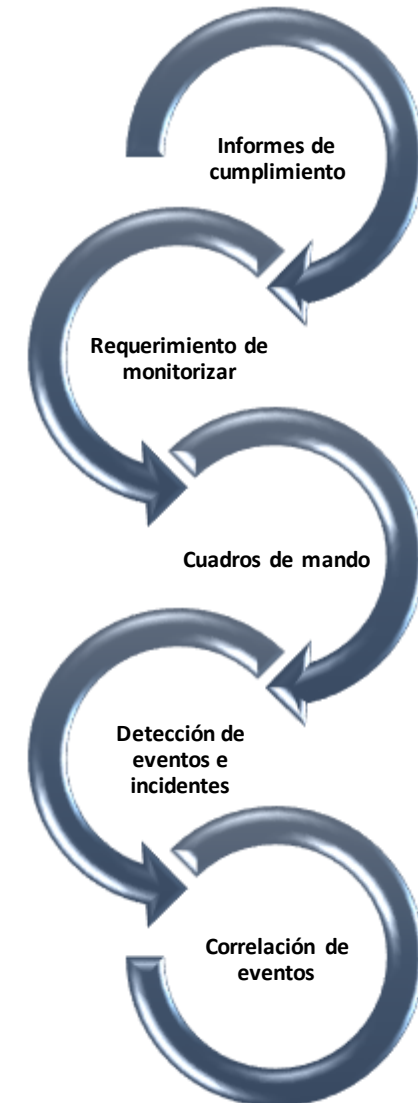 Informes de
cumplimiento
Requerimiento de
monitorizar
Cuadros de mando
Detección de
eventos e
incidentes
Correlación de
eventos